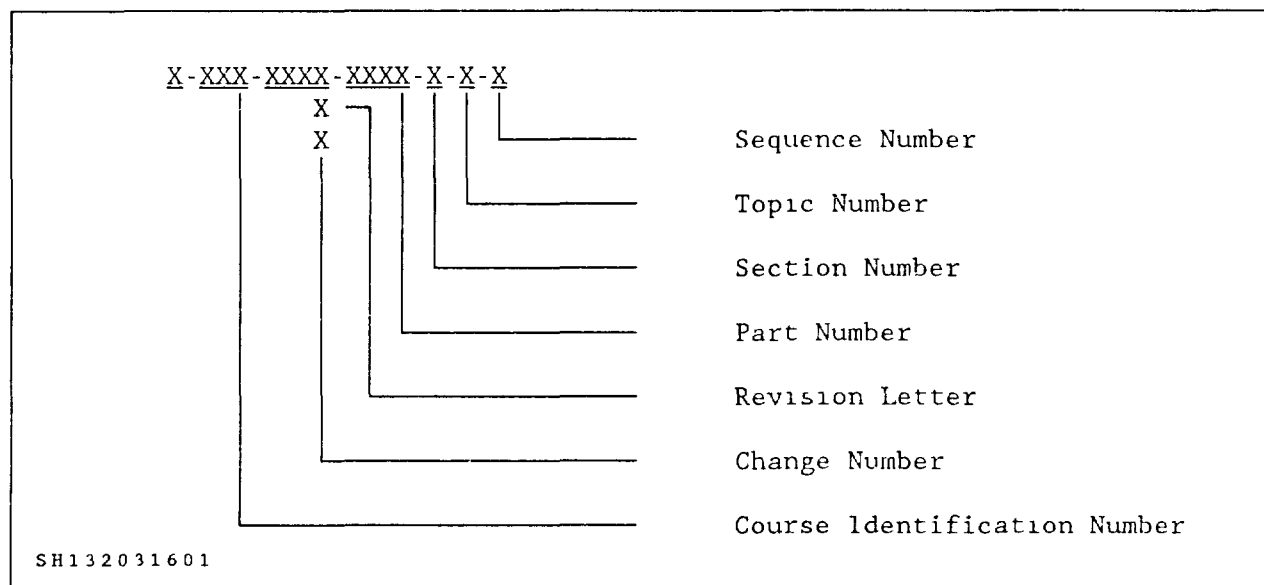 X-XXX-XXXX-XXXX-X-X-X
X
X
Sequence Number
Topic Number
Section Number
Part Number
Revision Letter
Change Number
Course Identification Number
SH132031601